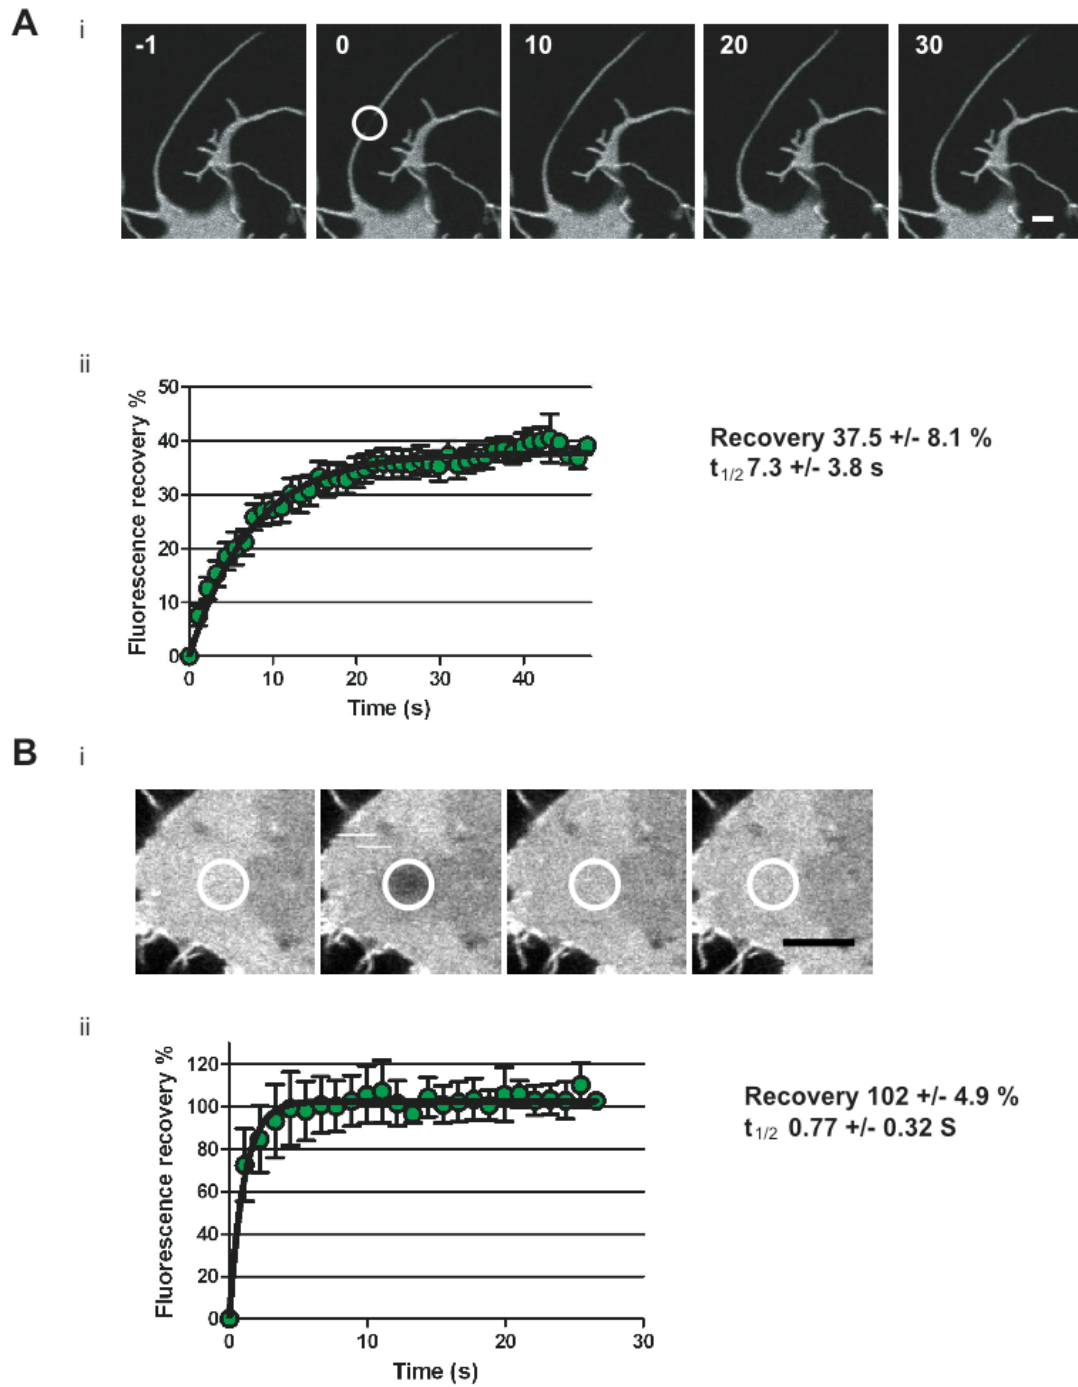 A
i
-1
0
10
20
30
ii
50
40
30
20
10
0
Fluorescence recovery %
0
10
20
30
40
Time (s)
Recovery 37.5 +/- 8.1 %
t1/2 7.3 +/- 3.8 s
B
i
ii
120
100
80
60
40
20
0
Fluorescence recovery %
0
10
20
30
Time (s)
Recovery 102 +/- 4.9 %
t1/2 0.77 +/- 0.32 S